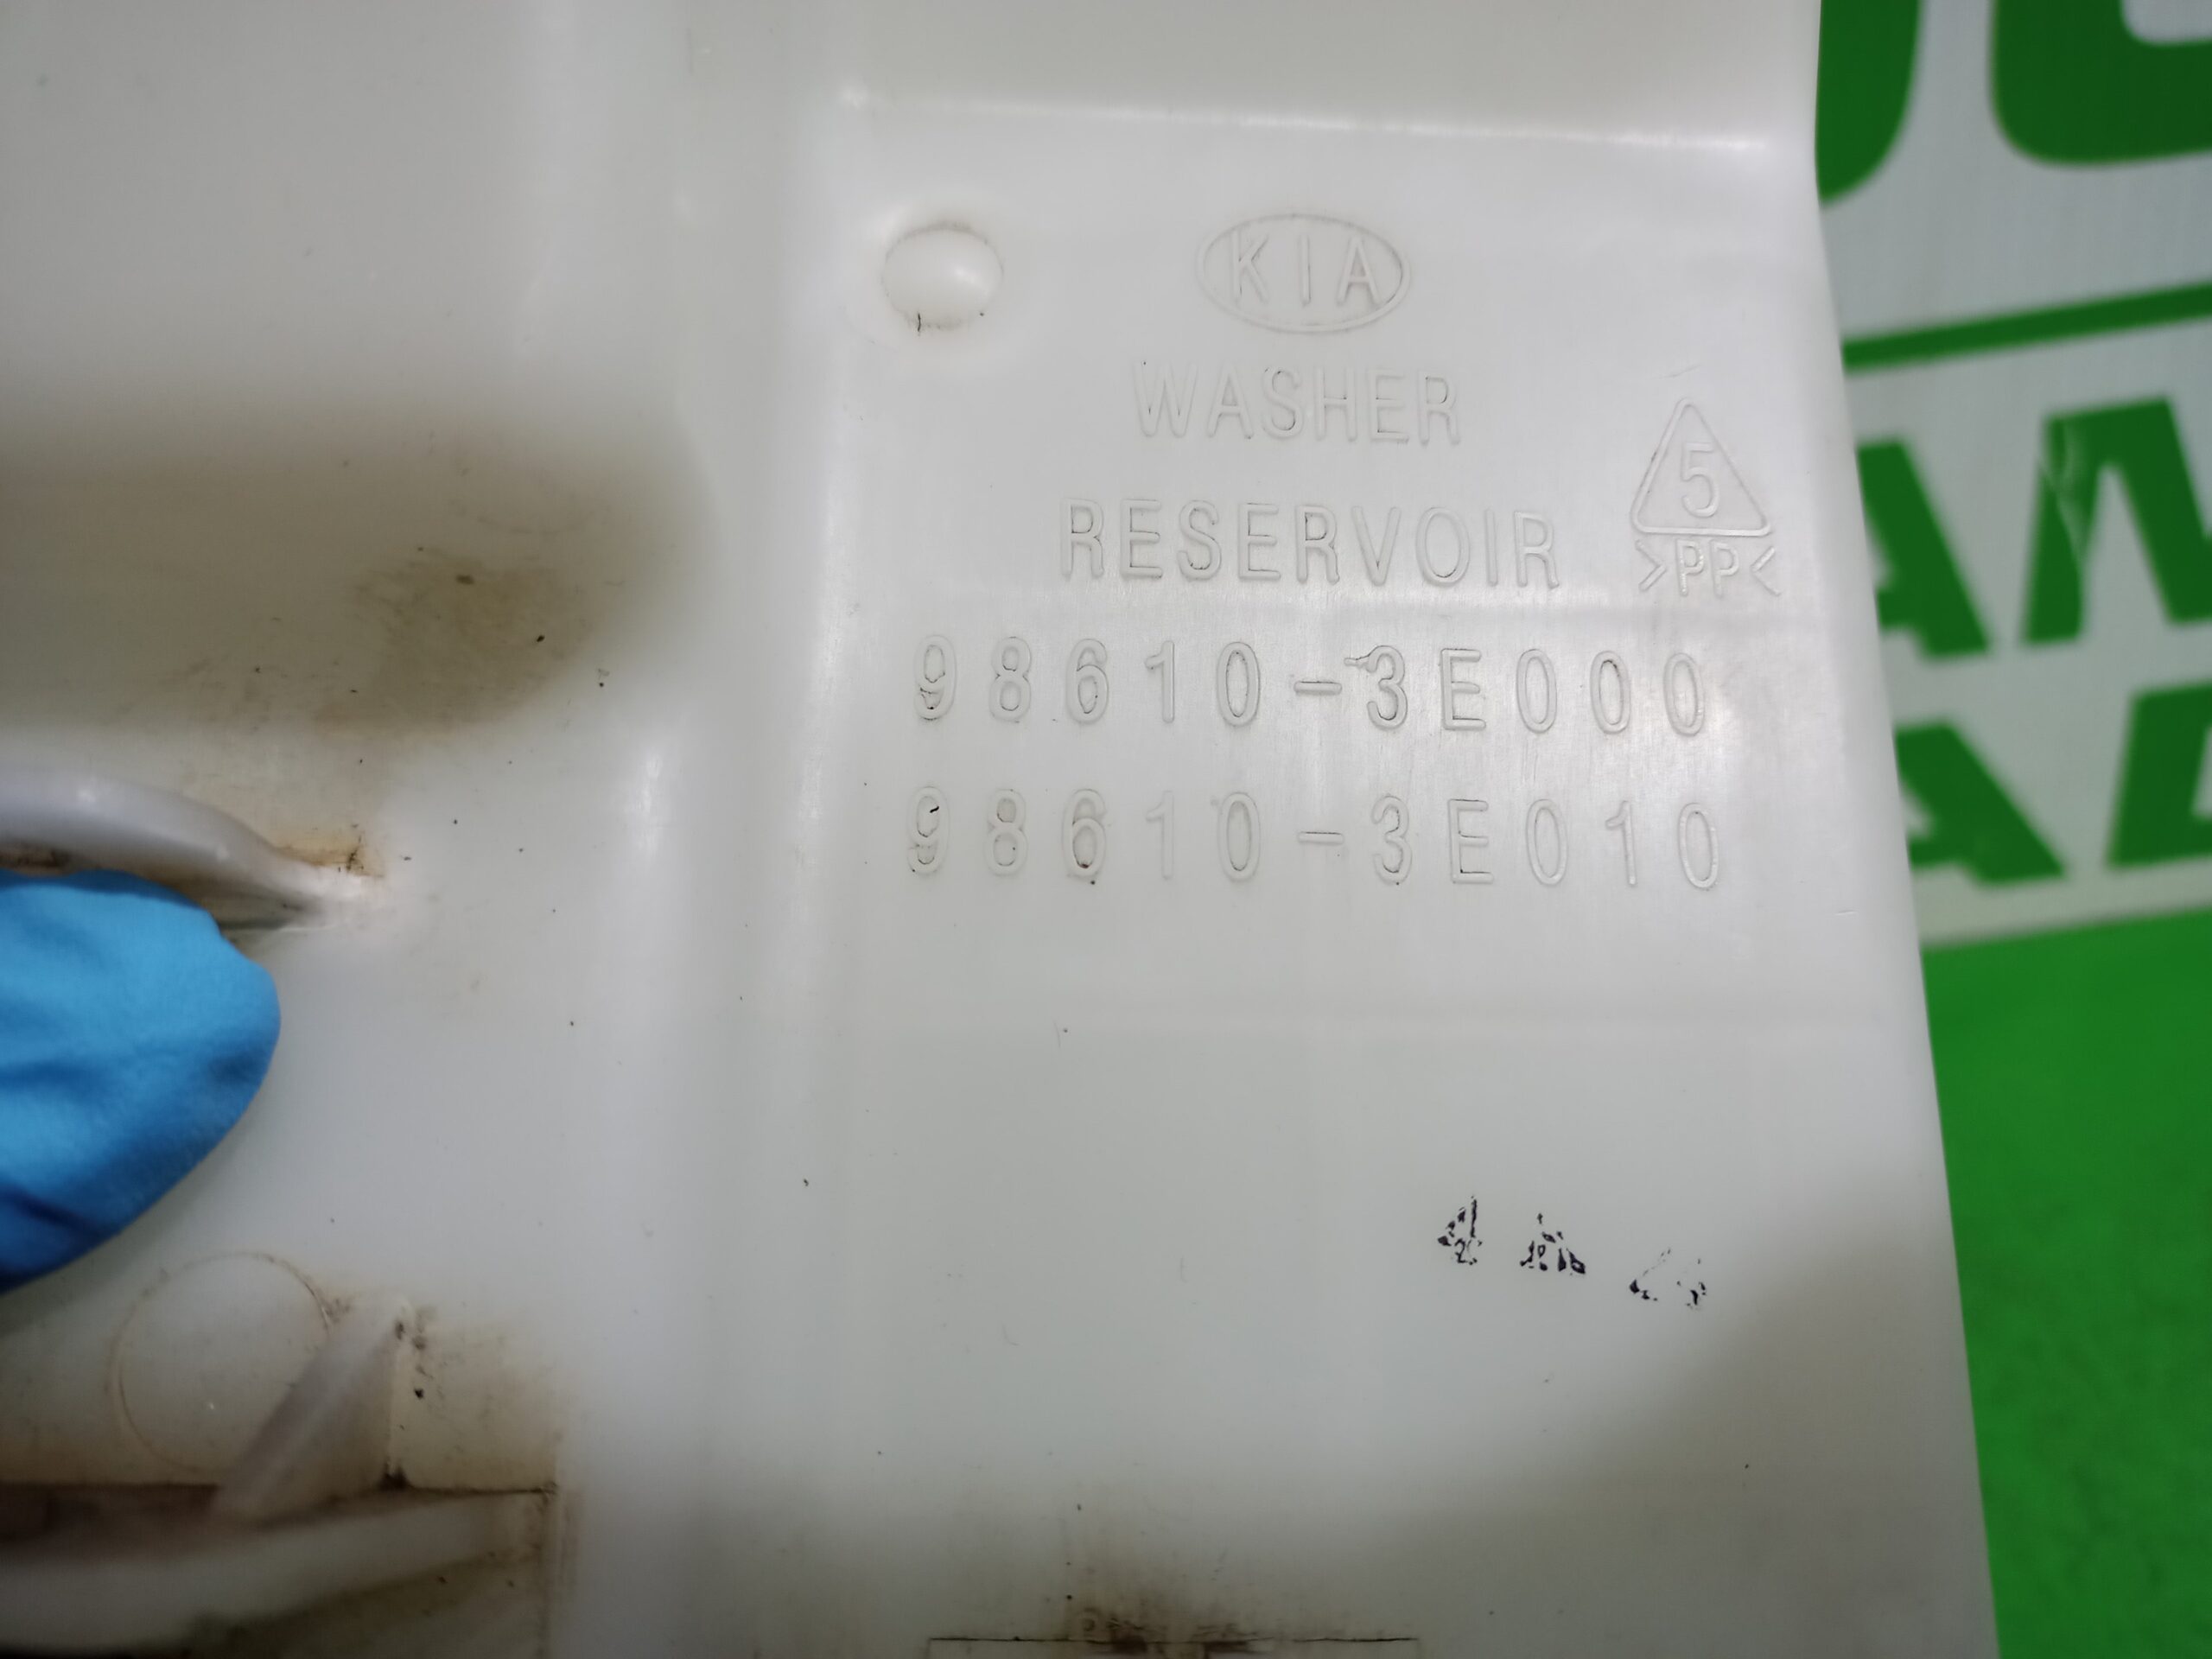 KIA
WASHER
RESERVOIR
5
>PP<
98610-3E000
98610-3E010